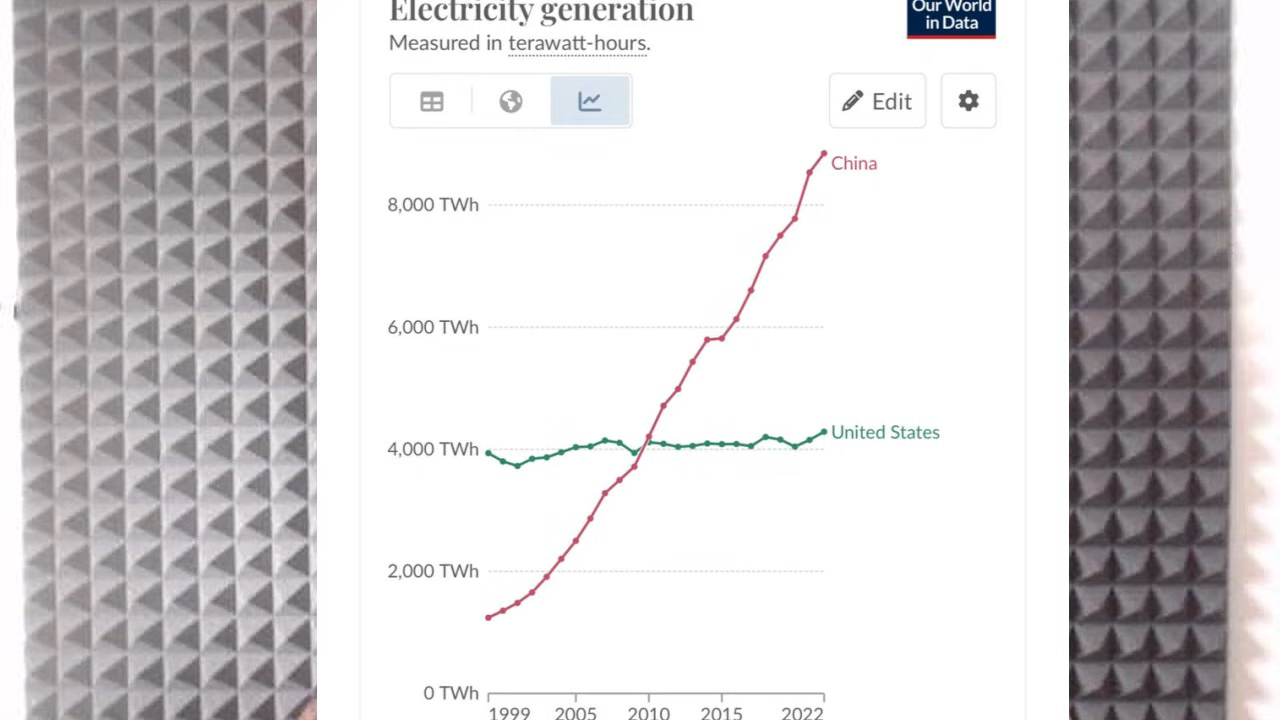 Electricity generation
Our World
in Data
Measured in terawatt-hours.
Edit
China
8,000 TWh
6,000 TWh
United States
4,000 TWh
2,000 TWh
0 TWh
1999 2005 2010 2015 2022